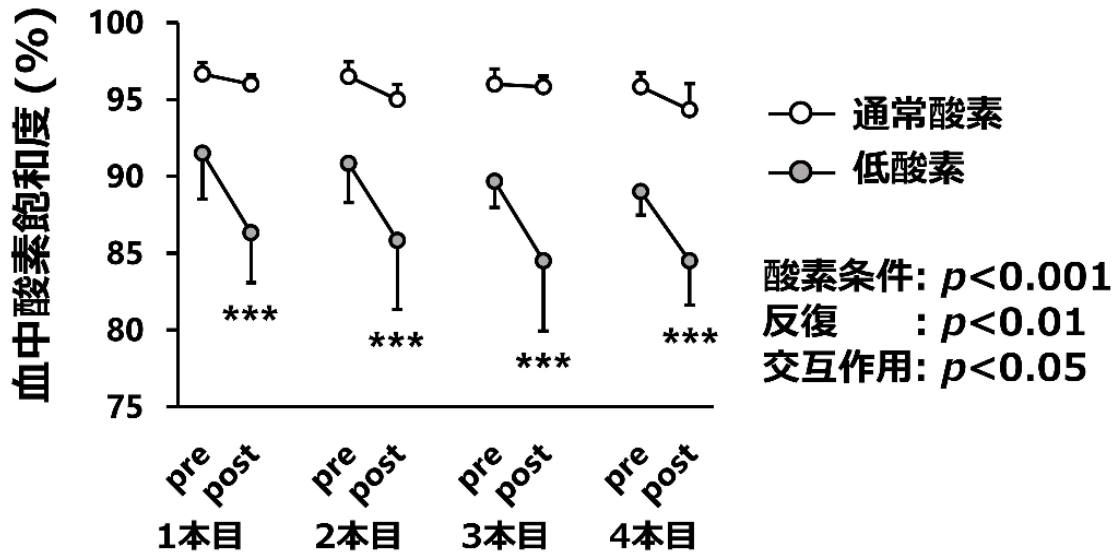 血中酸素飽和度 (%)
100
95
90
85
80
75
通常酸素
低酸素
***
***
***
***
酸素条件: p<0.001
反復　　: p<0.01
交互作用: p<0.05
pre post pre post pre post pre post
1本目 2本目 3本目 4本目